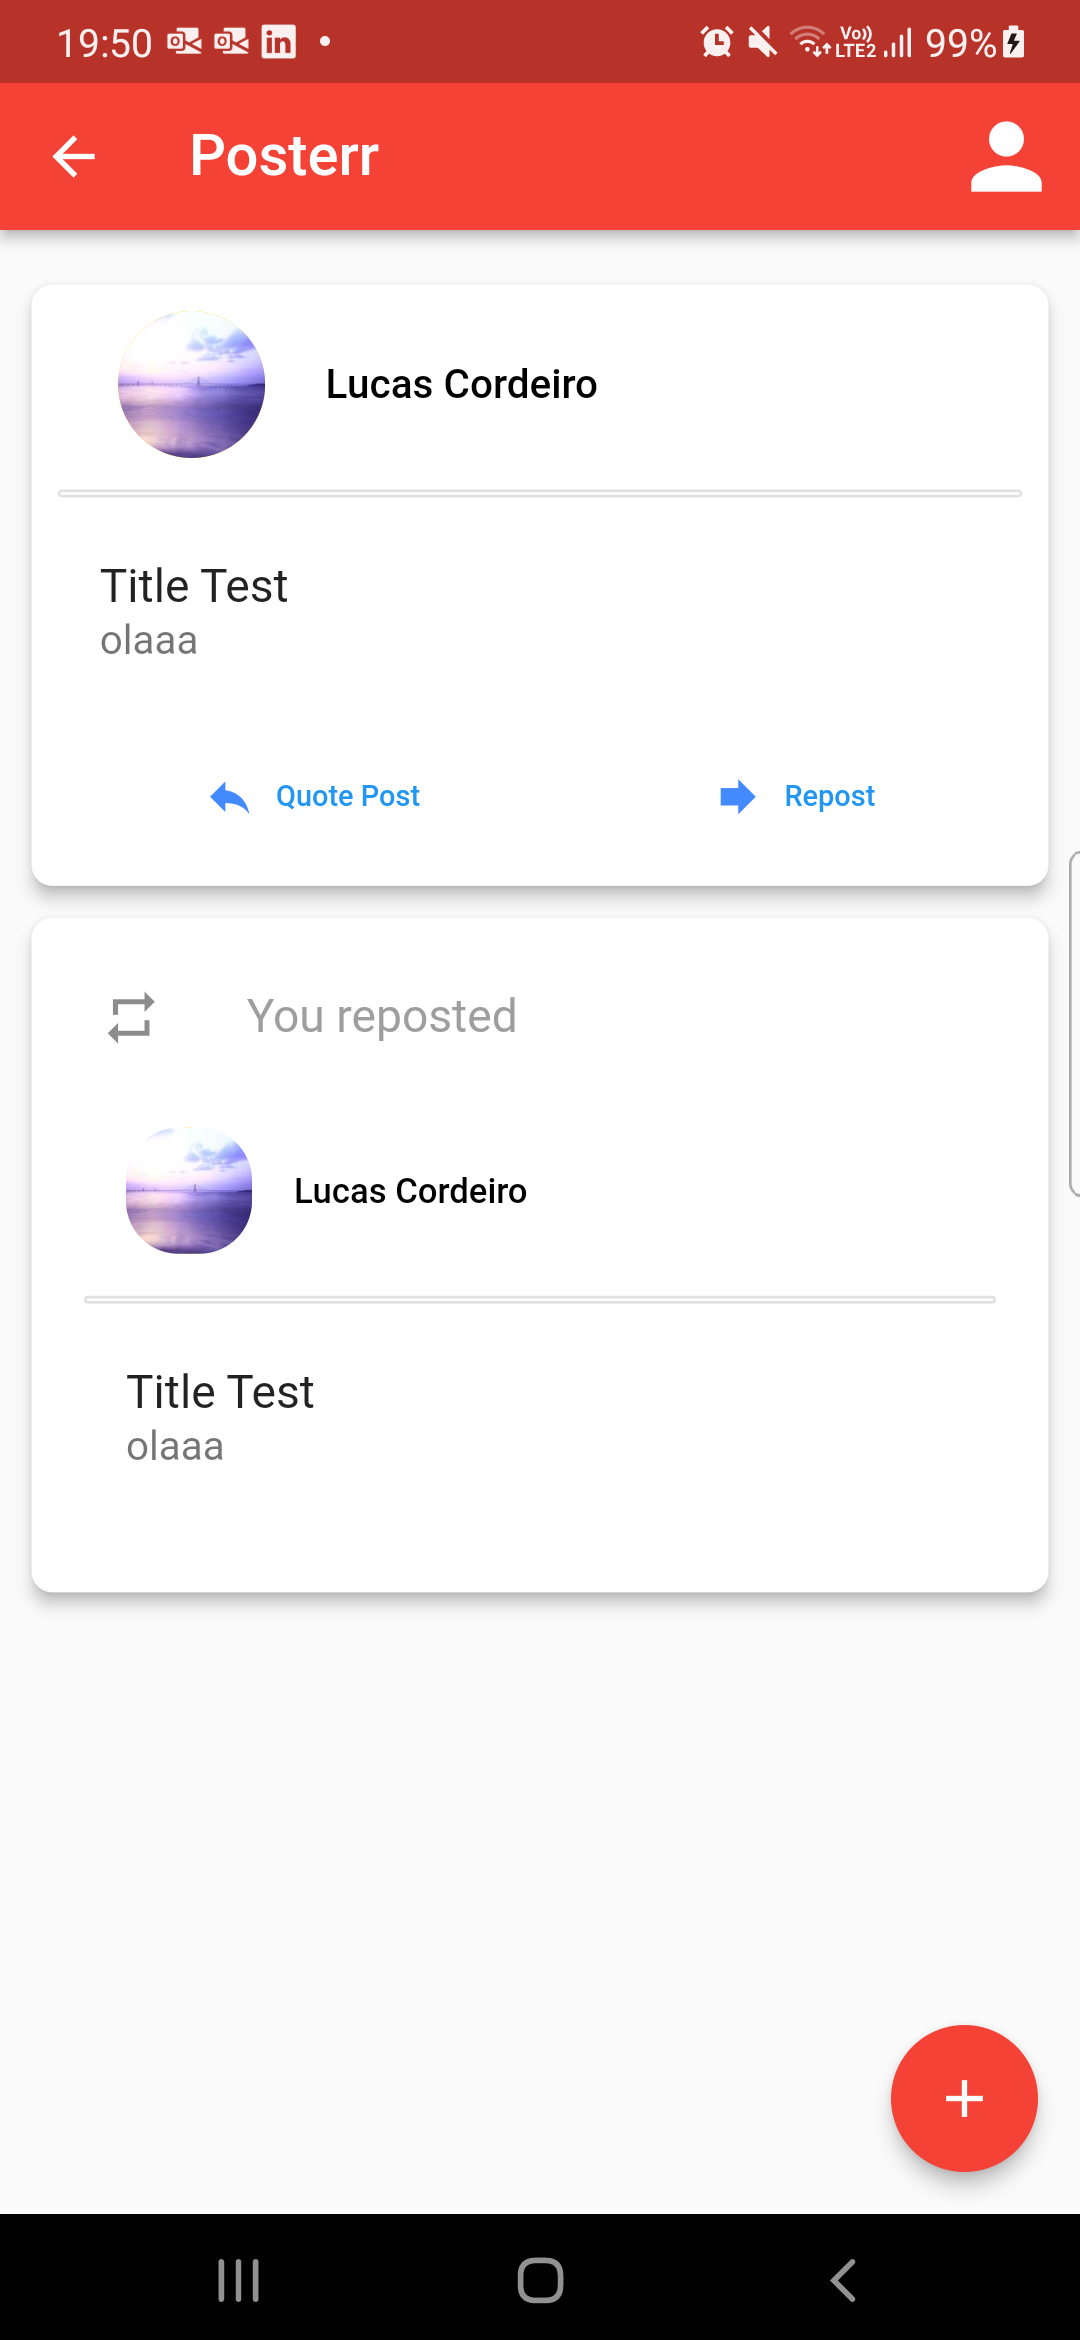 19:50 in Vo)) LTE2 99%
Posterr
Lucas Cordeiro
Title Test
olaaa
Quote Post Repost
You reposted
Lucas Cordeiro
Title Test
olaaa